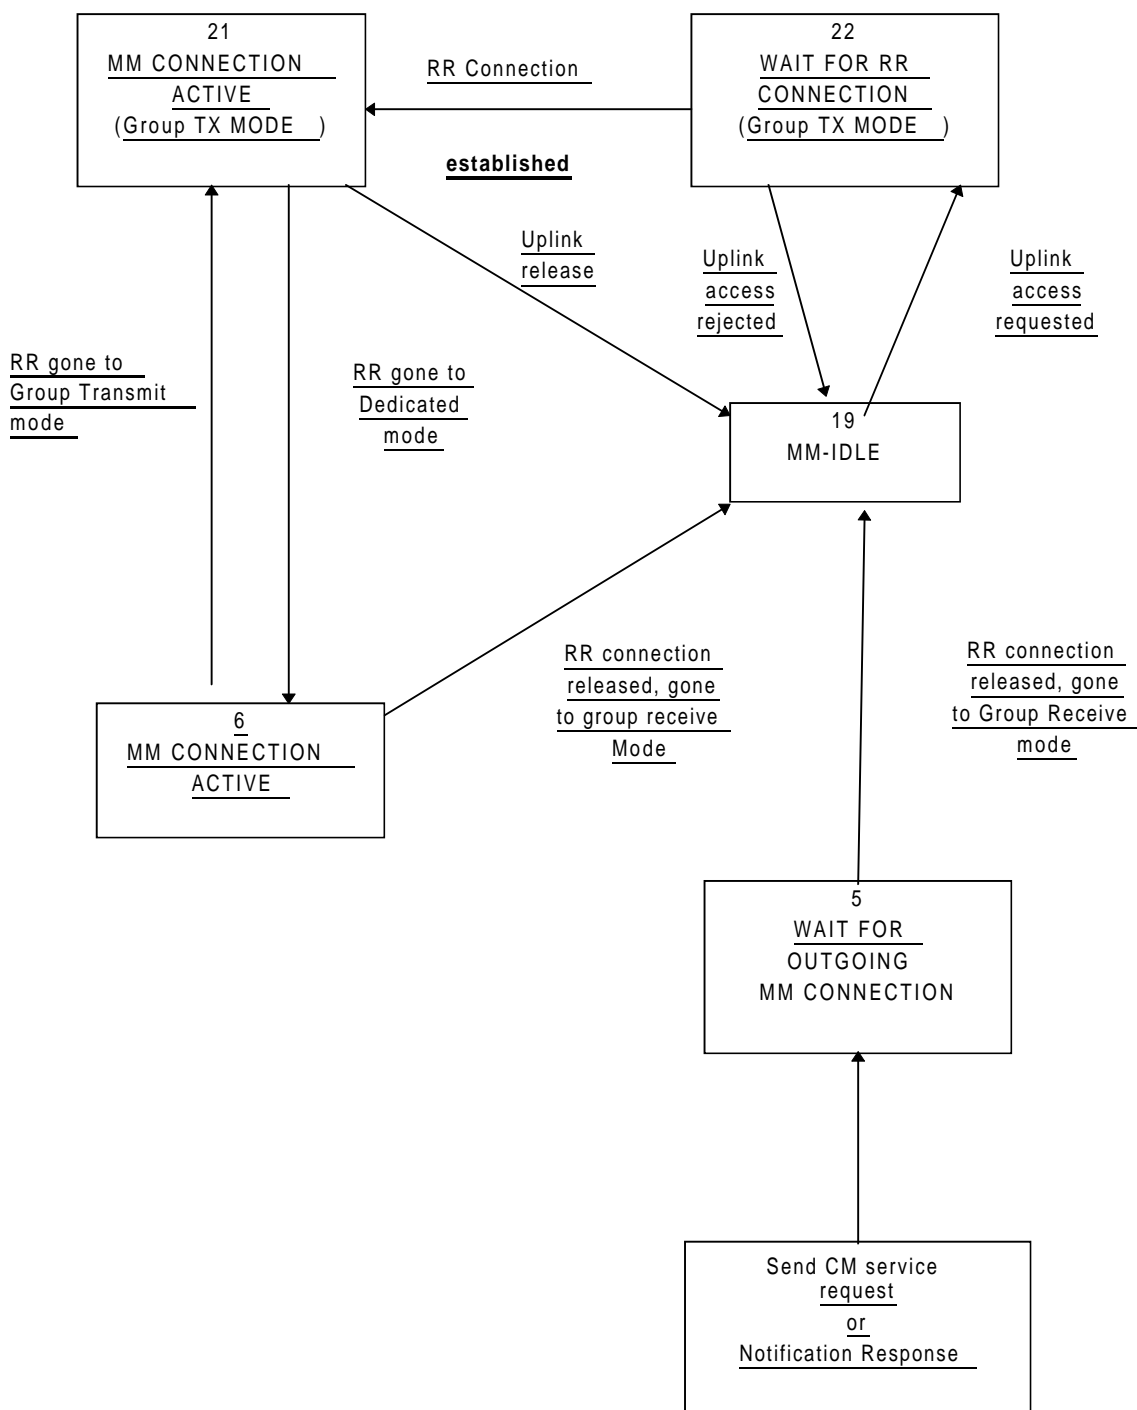 21
MM CONNECTION
ACTIVE
(Group TX MODE )
RR Connection
established
22
WAIT FOR RR
CONNECTION
(Group TX MODE )
Uplink
release
Uplink
access
rejected
Uplink
access
requested
RR gone to
Group Transmit
mode
RR gone to
Dedicated
mode
19
MM-IDLE
RR connection
released, gone
to group receive
Mode
RR connection
released, gone
to Group Receive
mode
6
MM CONNECTION
ACTIVE
5
WAIT FOR
OUTGOING
MM CONNECTION
Send CM service
request
or
Notification Response